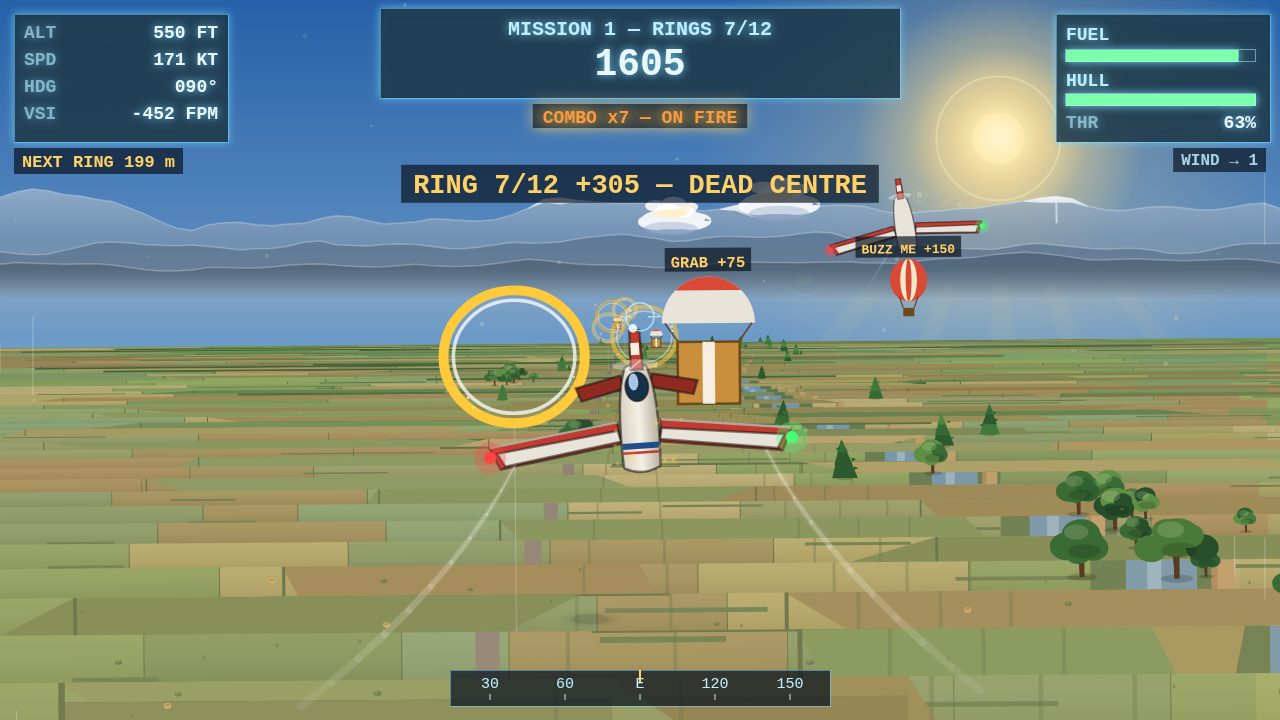 ALT 550 FT
SPD 171 KT
HDG 090°
VSI -452 FPM
NEXT RING 199 m
MISSION 1 — RINGS 7/12
1605
COMBO x7 — ON FIRE
RING 7/12 +305 — DEAD CENTRE
FUEL
HULL
THR 63%
WIND → 1
BUZZ ME +150
GRAB +75
30 60 E 120 150